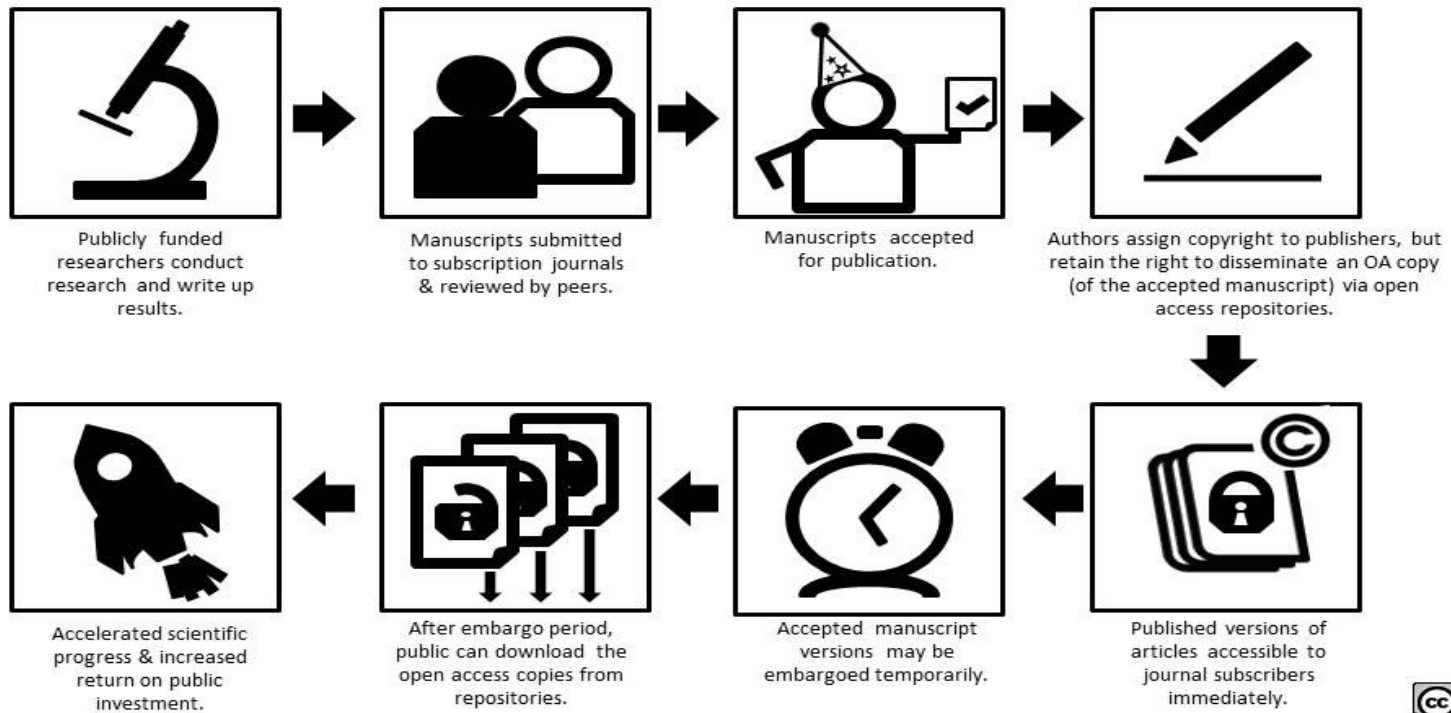 Publicly funded
researchers conduct
research and write up
results.
Manuscripts submitted
to subscription journals
& reviewed by peers.
Manuscripts accepted
for publication.
Authors assign copyright to publishers, but
retain the right to disseminate an OA copy
(of the accepted manuscript) via open
access repositories.
C
Published versions of
articles accessible to
journal subscribers
immediately.
Accepted manuscript
versions may be
embargoed temporarily.
After embargo period,
public can download the
open access copies from
repositories.
Accelerated scientific
progress & increased
return on public
investment.
cc